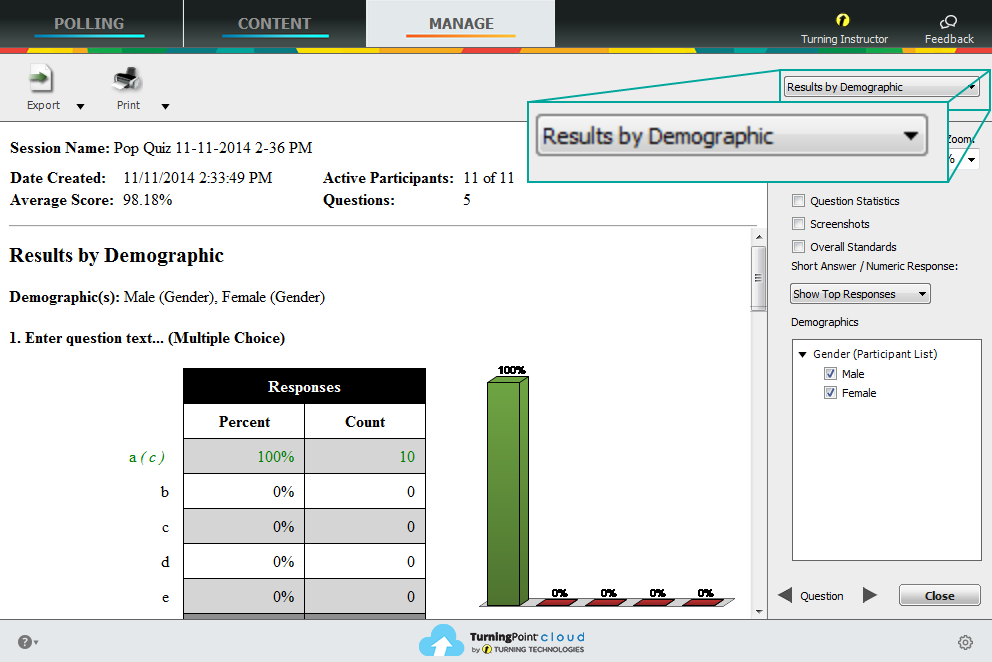 POLLING
CONTENT
MANAGE
Turning Instructor
Feedback
Export
Print
Results by Demographic
Results by Demographic
Zoom:
%
Session Name: Pop Quiz 11-11-2014 2-36 PM
Date Created: 11/11/2014 2:33:49 PM Active Participants: 11 of 11
Average Score: 98.18% Questions: 5
Results by Demographic
Demographic(s): Male (Gender), Female (Gender)
1. Enter question text... (Multiple Choice)
Responses
Percent Count
a (c) 100% 10
b 0% 0
c 0% 0
d 0% 0
e 0% 0
100%
0% 0% 0% 0%
Question Statistics
Screenshots
Overall Standards
Short Answer / Numeric Response:
Show Top Responses
Demographics
Gender (Participant List)
Male
Female
Question
Close
?
TurningPoint cloud
by TURNING TECHNOLOGIES